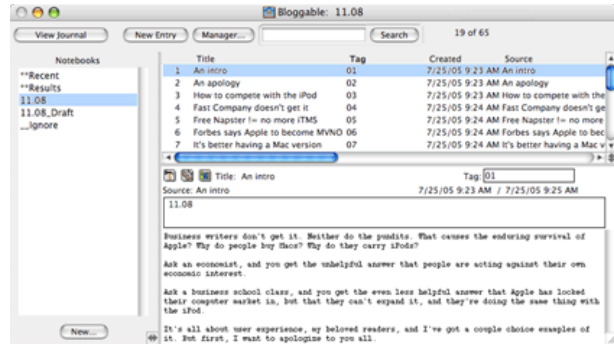 Bloggable: 11.08
View Journal New Entry Manager... Search 19 of 65
Notebooks
**Recent
**Results
11.08
11.08_Draft
__Ignore
New...
Title Tag Created Source
1 An intro 01 7/25/05 9:23 AM An intro
2 An apology 02 7/25/05 9:23 AM An apology
3 How to compete with the iPod 03 7/25/05 9:23 AM How to compete with the
4 Fast Company doesn't get it 04 7/25/05 9:24 AM Fast Company doesn't ge
5 Free Napster != no more iTMS 05 7/25/05 9:24 AM Free Napster != no more
6 Forbes says Apple to become MVNO 06 7/25/05 9:24 AM Forbes says Apple to bec
7 It's better having a Mac version 07 7/25/05 9:24 AM It's better having a Mac v
Title: An intro Tag: 01
Source: An intro 7/25/05 9:23 AM / 7/25/05 9:25 AM
11.08
Business writers don't get it. Neither do the pundits. What causes the enduring survival of
Apple? Why do people buy Macs? Why do they carry iPods?
Ask an economist, and you get the unhelpful answer that people are acting against their own
economic interest.
Ask a business school class, and you get the even less helpful answer that Apple has locked
their computer market in, but that they can't expand it, and they're doing the same thing with
the iPod.
It's all about user experience, my beloved readers, and I've got a couple choice examples of
it. But first, I want to apologize to you all.